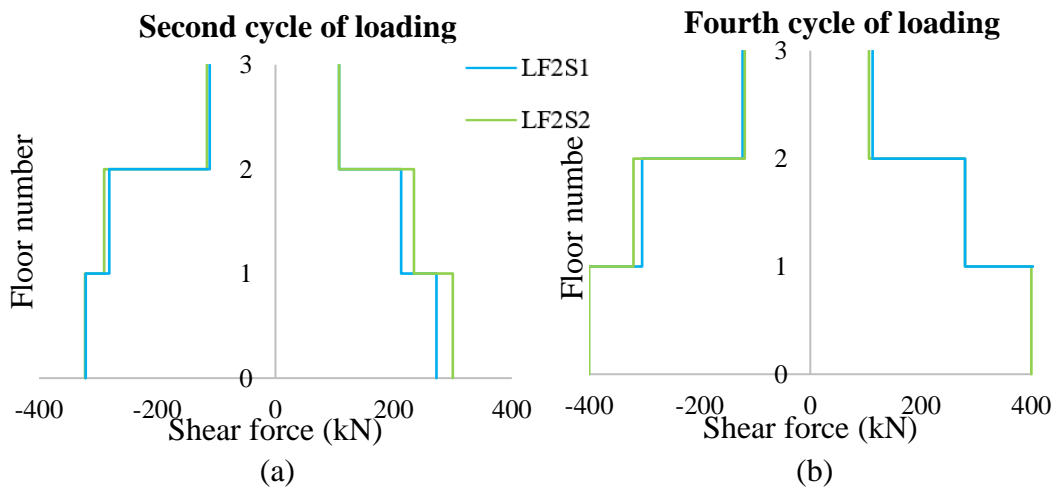 Second cycle of loading
Fourth cycle of loading
LF2S1
LF2S2
Floor number
3
2
1
0
-400 -200 0 200 400
Shear force (kN)
(a)
Floor numbe
3
2
1
0
-400 -200 0 200 400
Shear force (kN)
(b)